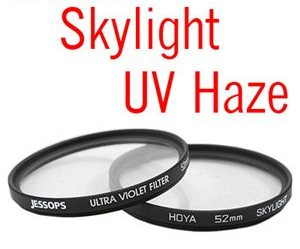 Skylight
UV Haze
JESSOPS ULTRA VIOLET FILTER
HOYA 52mm SKYLIGHT